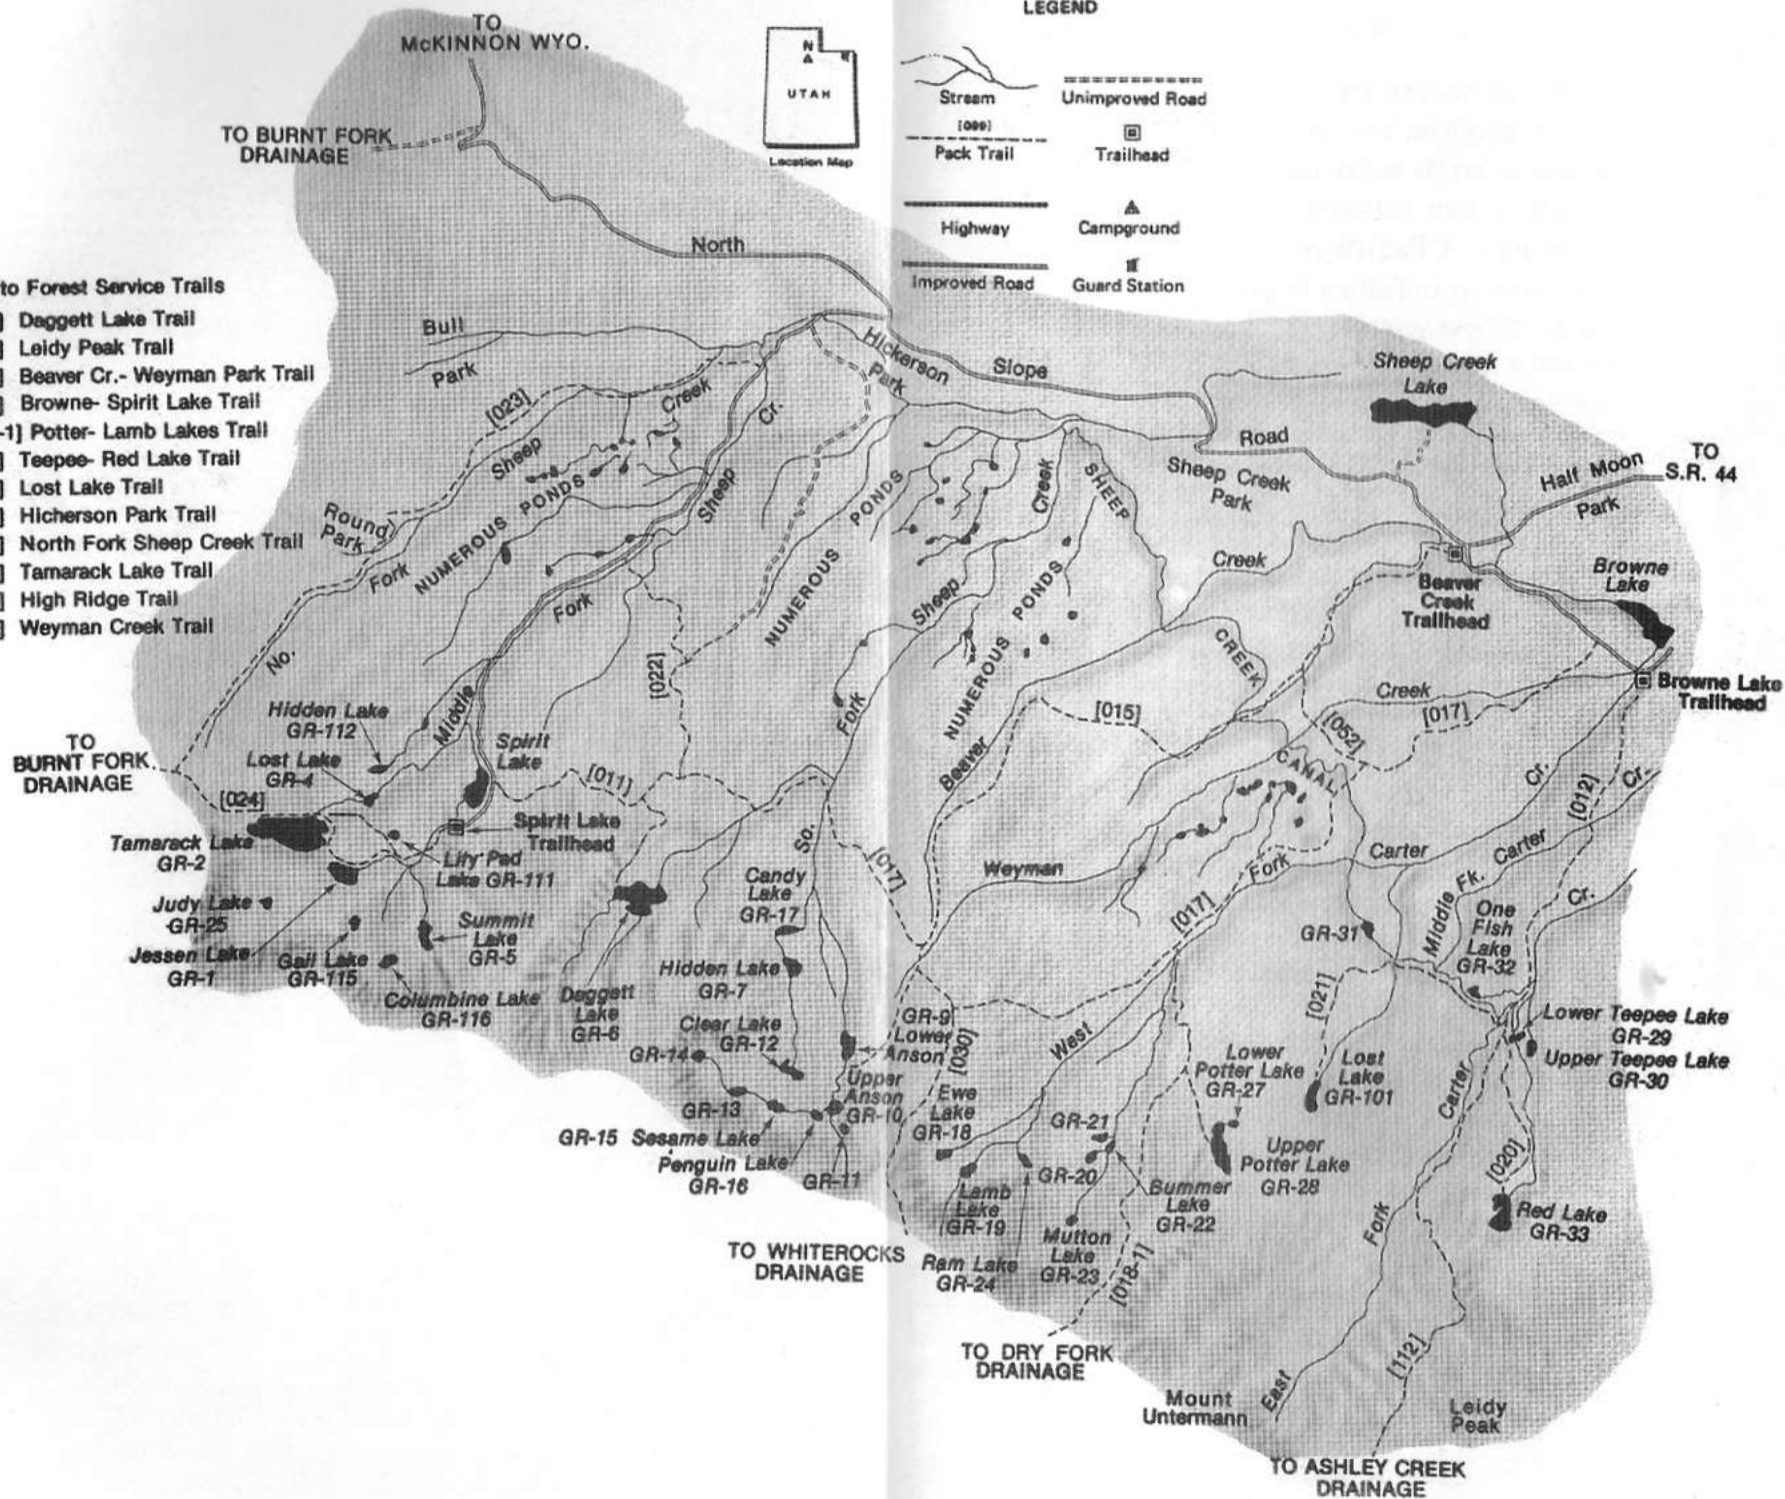 LEGEND
Stream
Unimproved Road
[099]
Pack Trail
Trailhead
Highway
Campground
Improved Road
Guard Station
N
UTAH
Location Map
TO
McKINNON WYO.
TO BURNT FORK
DRAINAGE
to Forest Service Trails
] Daggett Lake Trail
] Leidy Peak Trail
] Beaver Cr.- Weyman Park Trail
] Browne- Spirit Lake Trail
-1] Potter- Lamb Lakes Trail
] Teepee- Red Lake Trail
] Lost Lake Trail
] Hicherson Park Trail
] North Fork Sheep Creek Trail
] Tamarack Lake Trail
] High Ridge Trail
] Weyman Creek Trail
North
Slope
Road
Bull
Park
Hickerson
Park
[023]
Sheep
Creek
Cr.
Sheep
Round
Park
NUMEROUS PONDS
Fork
Fork
No.
Middle
[022]
NUMEROUS PONDS
Creek
Sheep
Fork
So.
SHEEP
CREEK
CANAL
NUMEROUS PONDS
Sheep Creek
Lake
Sheep Creek
Park
Half Moon
Park
TO
S.R. 44
Creek
Beaver
Beaver
Creek
Trailhead
Browne
Lake
Browne Lake
Trailhead
[015]
[052]
[017]
Creek
Weyman
[012]
Cr.
Cr.
Cr.
Carter
Carter
Fork
Middle Fk.
[017]
West
TO
BURNT FORK
DRAINAGE
[024]
Hidden Lake
GR-112
Lost Lake
GR-4
Spirit
Lake
[011]
Spirit Lake
Trailhead
Tamarack Lake
GR-2
Lily Pad
Lake GR-111
Judy Lake
GR-25
Jessen Lake
GR-1
Gail Lake
GR-115
Summit
Lake
GR-5
Columbine Lake
GR-116
Daggett
Lake
GR-6
[017]
Candy
Lake
GR-17
Hidden Lake
GR-7
Clear Lake
GR-12
GR-14
GR-13
GR-15 Sesame Lake
Penguin Lake
GR-16
GR-11
GR-9
Lower
Anson
Upper
Anson
GR-10
[030]
Ewe
Lake
GR-18
Lamb
Lake
GR-19
Ram Lake
GR-24
GR-21
GR-20
Mutton
Lake
GR-23
Bummer
Lake
GR-22
[018-1]
Lower
Potter Lake
GR-27
Upper
Potter Lake
GR-28
GR-31
[021]
Lost
Lake
GR-101
One
Fish
Lake
GR-32
Lower Teepee Lake
GR-29
Upper Teepee Lake
GR-30
[020]
Red Lake
GR-33
Carter
Fork
East
[112]
TO WHITEROCKS
DRAINAGE
TO DRY FORK
DRAINAGE
Mount
Untermann
Leidy
Peak
TO ASHLEY CREEK
DRAINAGE